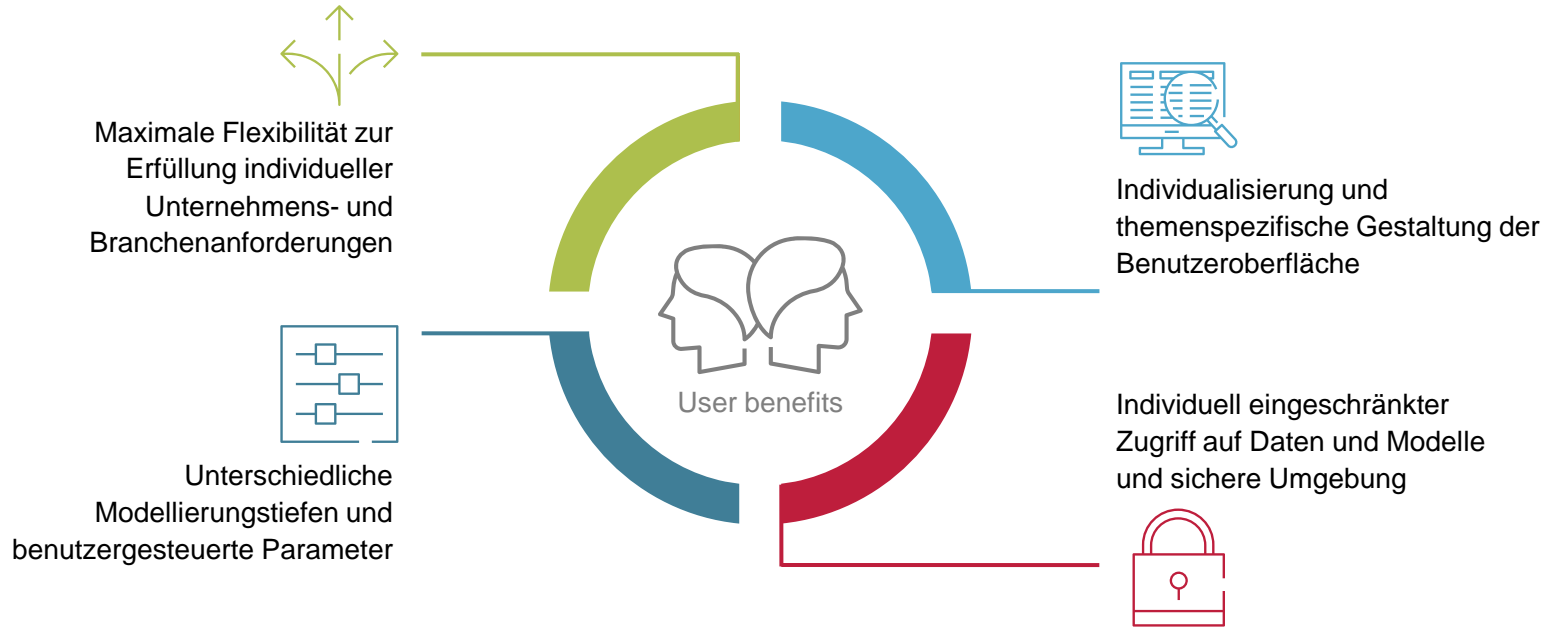 Maximale Flexibilität zur
Erfüllung individueller
Unternehmens- und
Branchenanforderungen
Individualisierung und
themenspezifische Gestaltung der
Benutzeroberfläche
User benefits
Unterschiedliche
Modellierungstiefen und
benutzergesteuerte Parameter
Individuell eingeschränkter
Zugriff auf Daten und Modelle
und sichere Umgebung